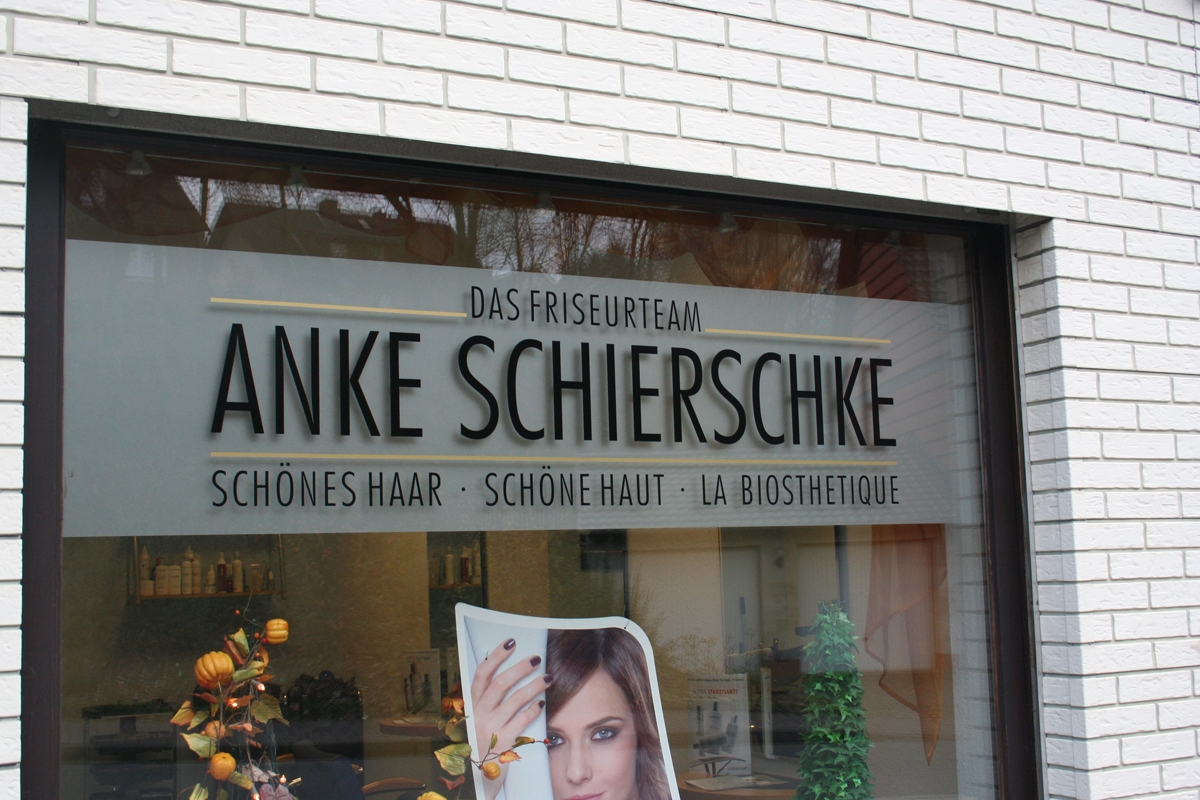 DAS FRISEURTEAM
ANKE SCHIERSCHKE
SCHÖNES HAAR · SCHÖNE HAUT · LA BIOSTHETIQUE